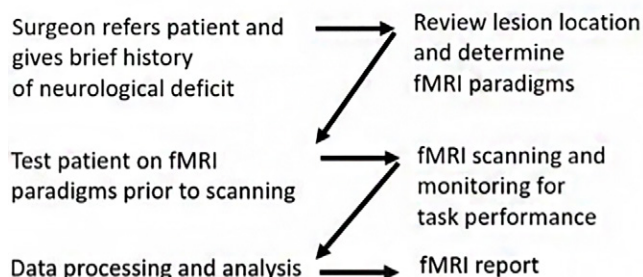 Surgeon refers patient and
gives brief history
of neurological deficit
Review lesion location
and determine
fMRI paradigms
Test patient on fMRI
paradigms prior to scanning
fMRI scanning and
monitoring for
task performance
Data processing and analysis
fMRI report